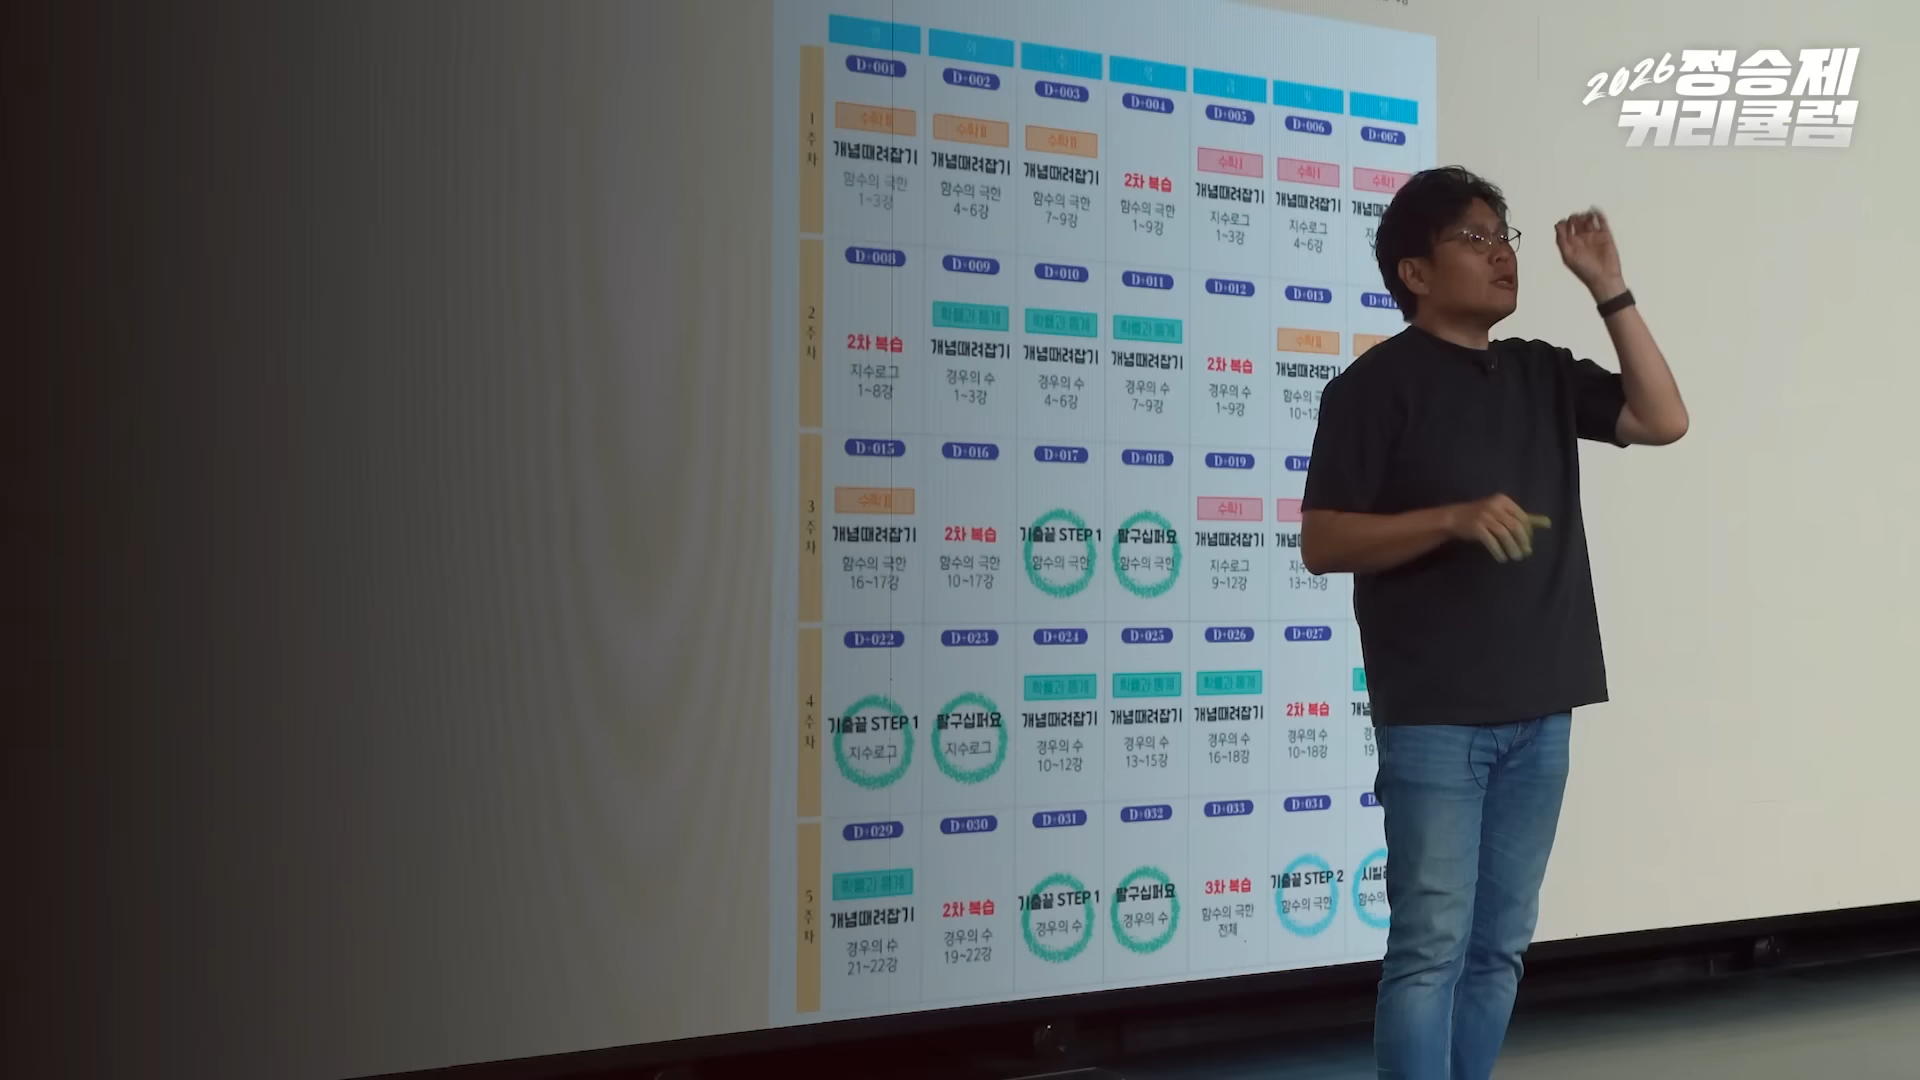 2026 정승제
커리큘럼
1주차
D+001
수학Ⅱ
개념때려잡기
함수의 극한
1~3강
D+002
수학Ⅱ
개념때려잡기
함수의 극한
4~6강
D+003
수학Ⅱ
개념때려잡기
함수의 극한
7~9강
D+004
2차 복습
함수의 극한
1~9강
D+005
수학Ⅰ
개념때려잡기
지수로그
1~3강
D+006
수학Ⅰ
개념때려잡기
지수로그
4~6강
D+007
수학Ⅰ
2주차
D+008
2차 복습
지수로그
1~8강
D+009
확률과 통계
개념때려잡기
경우의 수
1~3강
D+010
확률과 통계
개념때려잡기
경우의 수
4~6강
D+011
확률과 통계
개념때려잡기
경우의 수
7~9강
D+012
2차 복습
경우의 수
1~9강
D+013
수학Ⅱ
개념때려잡기
함수의
10~12
3주차
D+015
수학Ⅱ
개념때려잡기
함수의 극한
16~17강
D+016
2차 복습
함수의 극한
10~17강
D+017
기출끝 STEP 1
함수의 극한
D+018
팔구십퍼요
함수의 극한
D+019
수학Ⅰ
개념때려잡기
지수로그
9~12강
13~15강
4주차
D+022
기출끝 STEP 1
지수로그
D+023
팔구십퍼요
지수로그
D+024
확률과 통계
개념때려잡기
경우의 수
10~12강
D+025
확률과 통계
개념때려잡기
경우의 수
13~15강
D+026
확률과 통계
개념때려잡기
경우의 수
16~18강
D+027
2차 복습
경우의 수
10~18강
5주차
D+029
확률과 통계
개념때려잡기
경우의 수
21~22강
D+030
2차 복습
경우의 수
19~22강
D+031
기출끝 STEP 1
경우의 수
D+032
팔구십퍼요
경우의 수
D+033
3차 복습
함수의 극한
전체
D+034
기출끝 STEP 2
함수의 극한
함수의